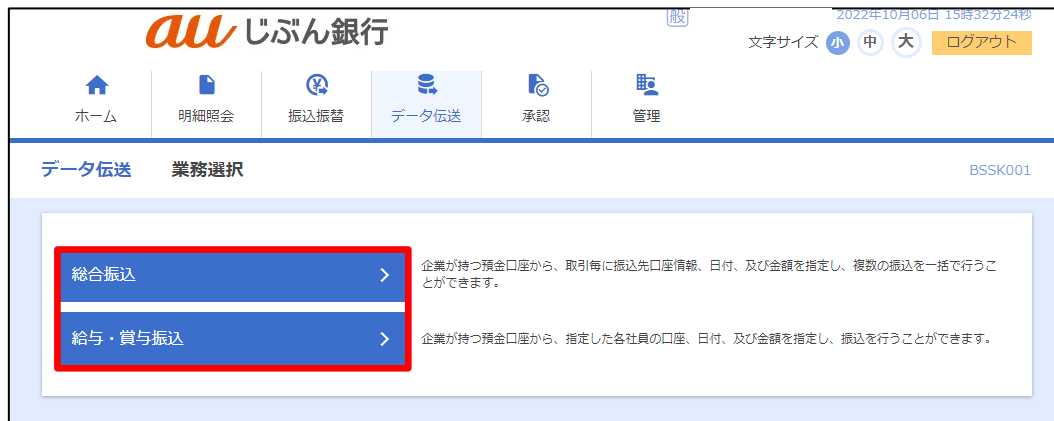 au じぶん銀行
般
2022年10月06日 15時32分24秒
文字サイズ 小 中 大 ログアウト
ホーム 明細照会 振込振替 データ伝送 承認 管理
データ伝送 業務選択 BSSK001
総合振込
企業が持つ預金口座から、取引毎に振込先口座情報、日付、及び金額を指定し、複数の振込を一括で行うこ
とができます。
給与・賞与振込
企業が持つ預金口座から、指定した各社員の口座、日付、及び金額を指定し、振込を行うことができます。